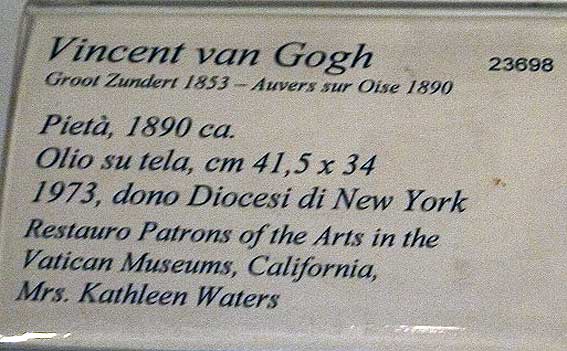 Vincent van Gogh 23698
Groot Zundert 1853 – Auvers sur Oise 1890
Pietà, 1890 ca.
Olio su tela, cm 41,5 x 34
1973, dono Diocesi di New York
Restauro Patrons of the Arts in the
Vatican Museums, California,
Mrs. Kathleen Waters